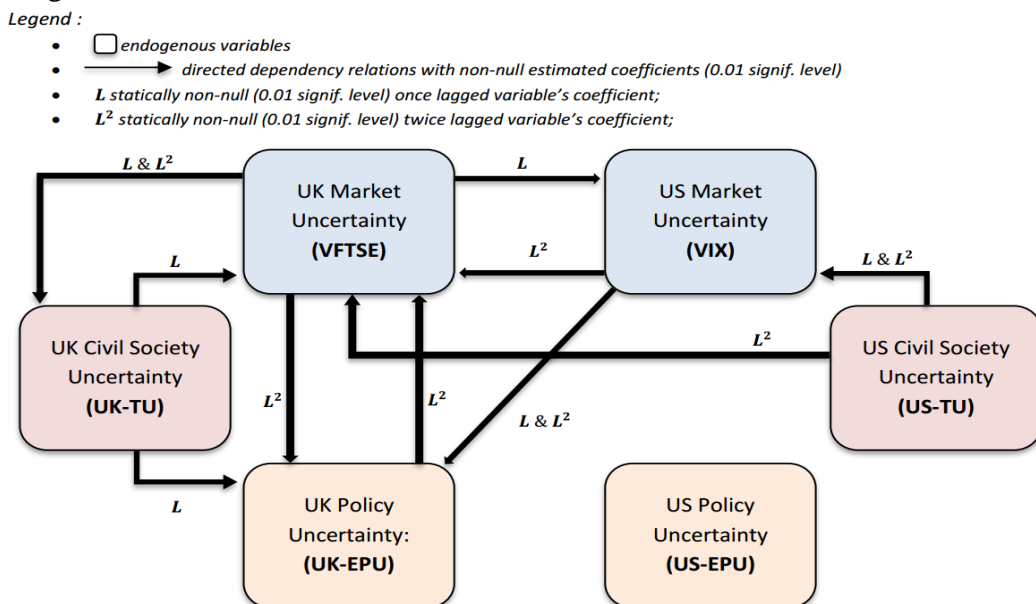 Legend :
• endogenous variables
• directed dependency relations with non-null estimated coefficients (0.01 signif. level)
• L statically non-null (0.01 signif. level) once lagged variable's coefficient;
• L² statically non-null (0.01 signif. level) twice lagged variable's coefficient;
L & L²
UK Market
Uncertainty
(VFTSE)
L
US Market
Uncertainty
(VIX)
L
L²
L & L²
UK Civil Society
Uncertainty
(UK-TU)
L²
US Civil Society
Uncertainty
(US-TU)
L²
L²
L & L²
L
UK Policy
Uncertainty:
(UK-EPU)
US Policy
Uncertainty
(US-EPU)